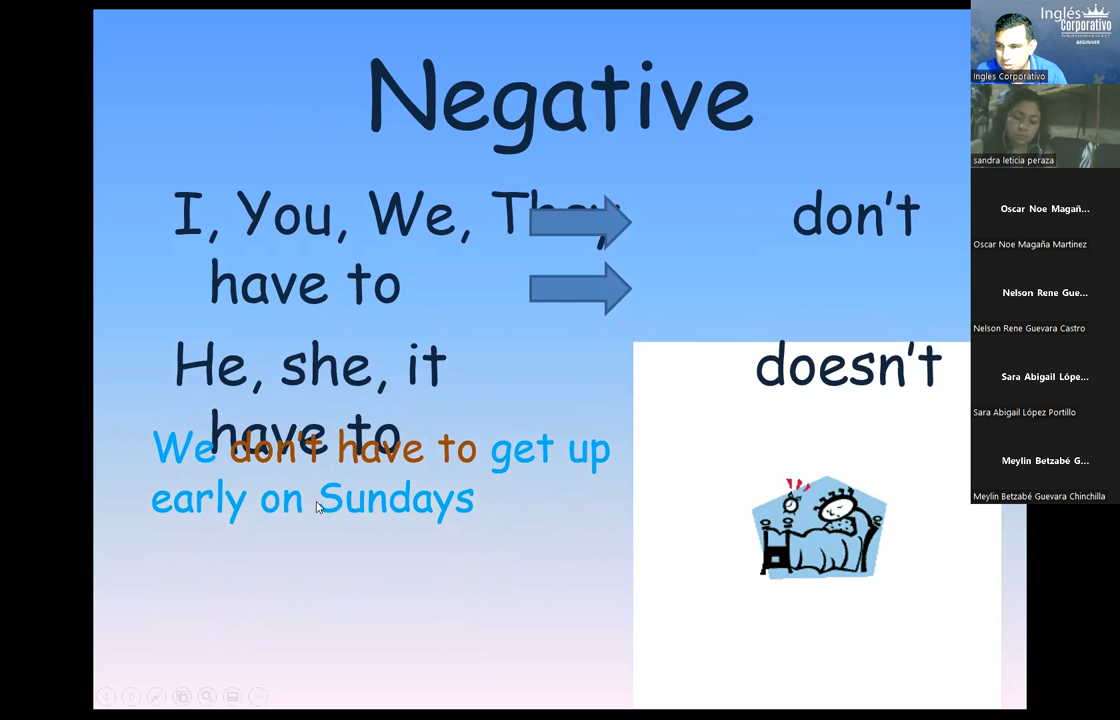 Negative
I, You, We, They don't
have to
He, she, it doesn't
have to
We don't have to get up
early on Sundays
Inglés
Corporativo
BEGINNER
Ingles Corporativo
sandra leticia peraza
Oscar Noe Magañ...
Oscar Noe Magaña Martinez
Nelson Rene Gue...
Nelson Rene Guevara Castro
Sara Abigail Lópe...
Sara Abigail López Portillo
Meylin Betzabé G...
Meylin Betzabé Guevara Chinchilla